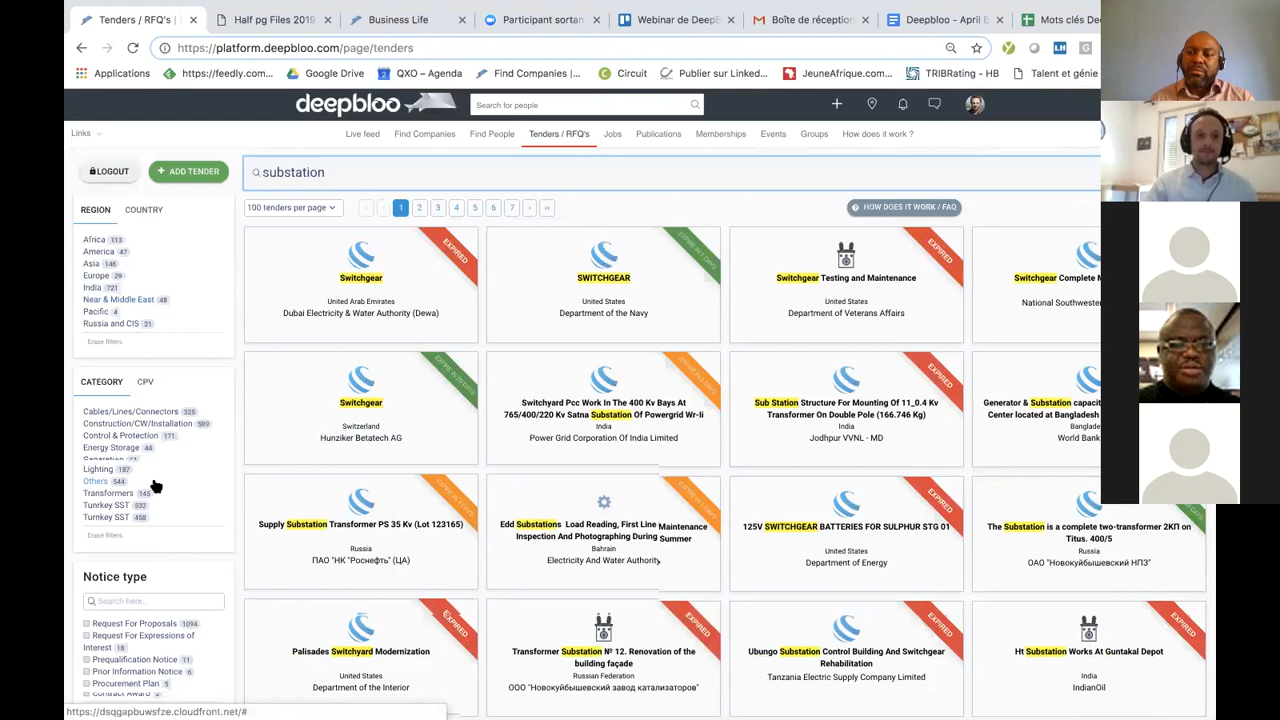 Tenders / RFQ's |
Half pg Files 2019
Business Life
Participant sortan
Webinar de DeepB
Boîte de réception
Deepbloo - April E
Mots clés De
https://platform.deepbloo.com/page/tenders
Applications
https://feedly.com...
Google Drive
QXO – Agenda
Find Companies |...
Circuit
Publier sur Linked...
JeuneAfrique.com...
TRIBRating - HB
Talent et génie
deepbloo
Search for people
Links
Live feed
Find Companies
Find People
Tenders / RFQ's
Jobs
Publications
Memberships
Events
Groups
How does it work ?
LOGOUT
+ ADD TENDER
substation
REGION COUNTRY
100 tenders per page
1 2 3 4 5 6 7 › ››
HOW DOES IT WORK / FAQ
Africa 113
America 47
Asia 146
Europe 29
India 721
Near & Middle East 48
Pacific 4
Russia and CIS 21
Erase filters
CATEGORY CPV
Cables/Lines/Connectors 325
Construction/CW/Installation 589
Control & Protection 171
Energy Storage 44
Lighting 187
Others 544
Transformers 145
Tunrkey SST 532
Turnkey SST 458
Erase filters
Notice type
Search here...
Request For Proposals 1094
Request For Expressions of
Interest 18
Prequalification Notice 11
Prior Information Notice 6
Procurement Plan 5
Contract Award
EXPIRED
Switchgear
United Arab Emirates
Dubai Electricity & Water Authority (Dewa)
SWITCHGEAR
United States
Department of the Navy
EXPIRED
Switchgear Testing and Maintenance
United States
Department of Veterans Affairs
Switchgear Complete M
National Southwester
Switchgear
Switzerland
Hunziker Betatech AG
Switchyard Pcc Work In The 400 Kv Bays At
765/400/220 Kv Satna Substation Of Powergrid Wr-Ii
India
Power Grid Corporation Of India Limited
EXPIRED
Sub Station Structure For Mounting Of 11_0.4 Kv
Transformer On Double Pole (166.746 Kg)
India
Jodhpur VVNL - MD
Generator & Substation capacit
Center located at Bangladesh
Banglade
World Bank
Supply Substation Transformer PS 35 Kv (Lot 123165)
Russia
ПАО "НК "Роснефть" (ЦА)
Edd Substations Load Reading, First Line Maintenance
Inspection And Photographing During Summer
Bahrain
Electricity And Water Authority
EXPIRED
125V SWITCHGEAR BATTERIES FOR SULPHUR STG 01
United States
Department of Energy
The Substation is a complete two-transformer 2КП on
Titus. 400/5
Russia
ОАО "Новокуйбышевский НПЗ"
EXPIRED
Palisades Switchyard Modernization
United States
Department of the Interior
EXPIRED
Transformer Substation № 12. Renovation of the
building façade
Russian Federation
ООО "Новокуйбышевский завод катализаторов"
EXPIRED
Ubungo Substation Control Building And Switchgear
Rehabilitation
Tanzania Electric Supply Company Limited
EXPIRED
Ht Substation Works At Guntakal Depot
India
IndianOil
https://dsqgapbuwsfze.cloudfront.net/#